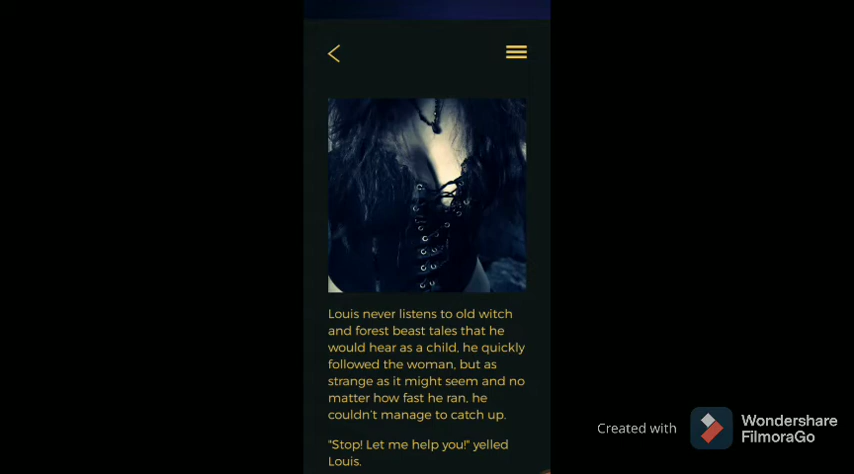 Louis never listens to old witch
and forest beast tales that he
would hear as a child, he quickly
followed the woman, but as
strange as it might seem and no
matter how fast he ran, he
couldn't manage to catch up.
"Stop! Let me help you!" yelled
Louis.
Created with
Wondershare
FilmoraGo